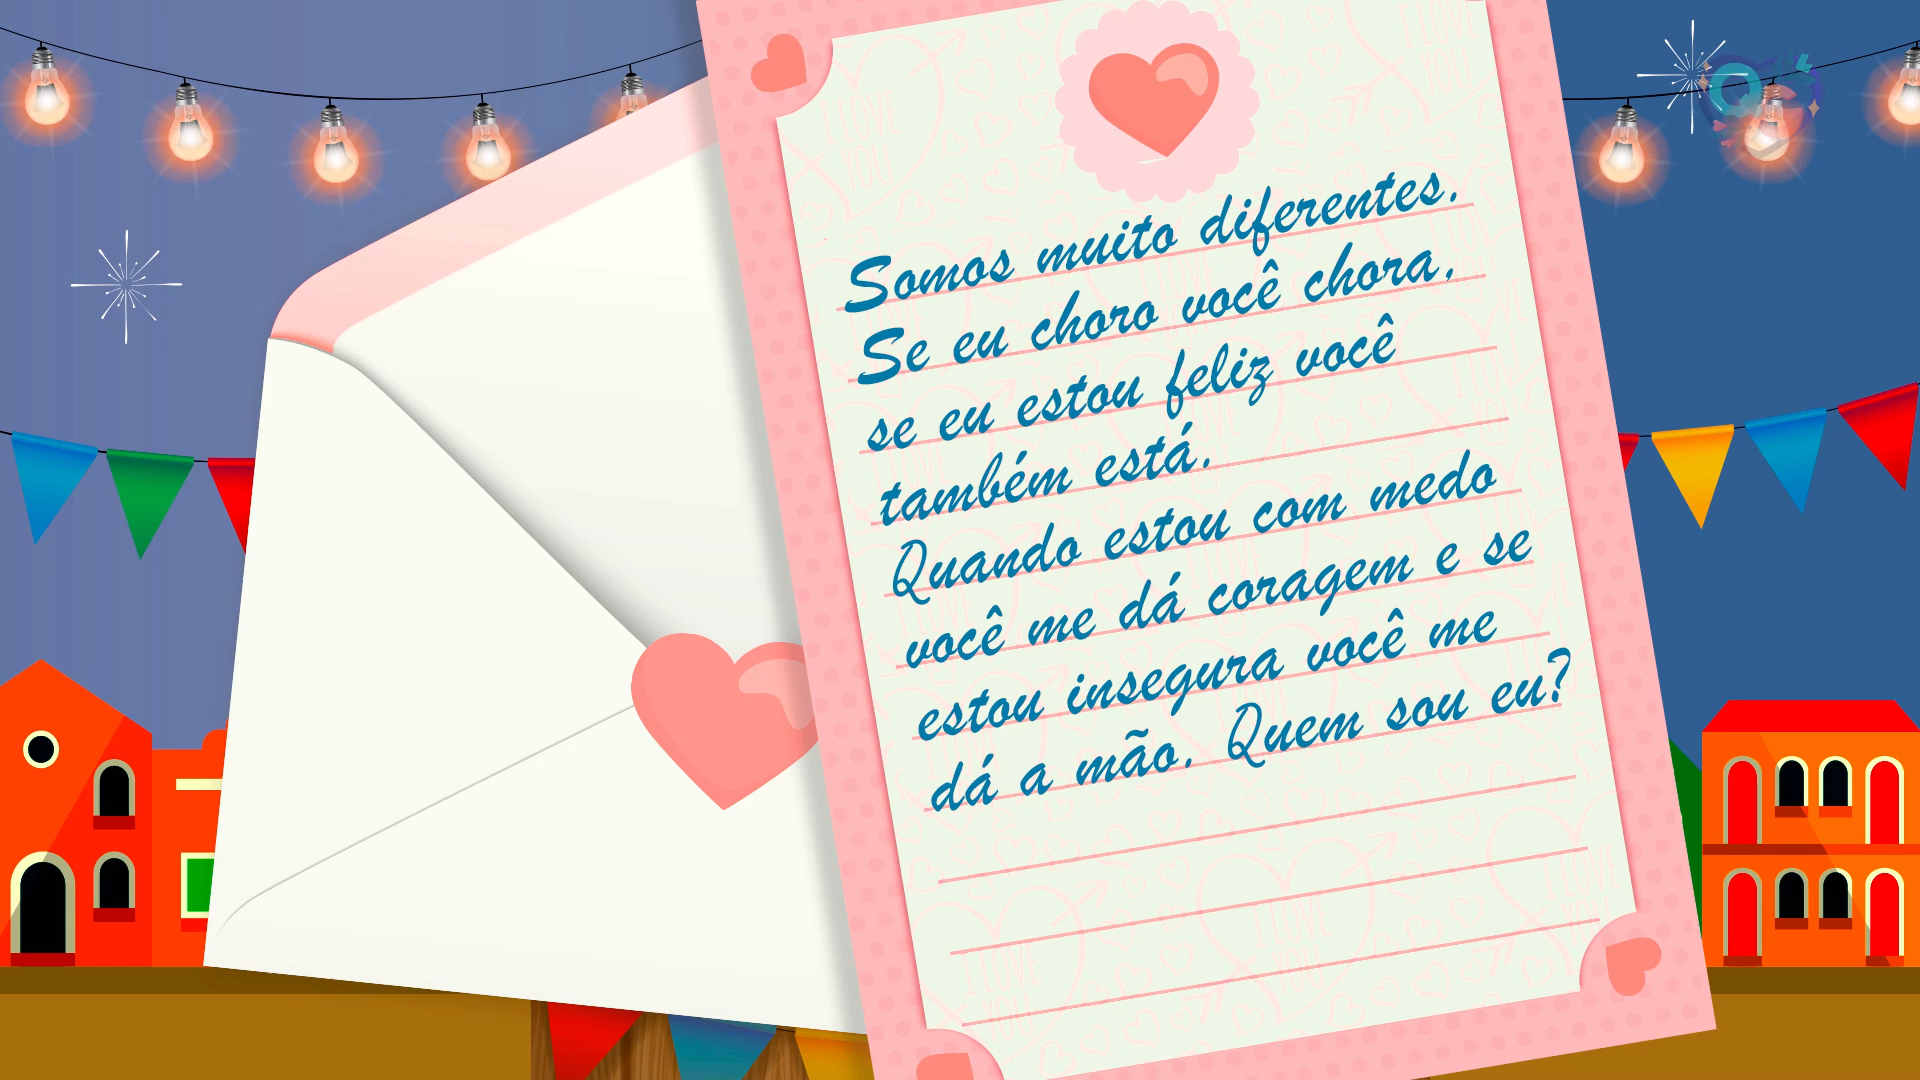 Somos muito diferentes.
Se eu choro você chora,
se eu estou feliz você
também está.
Quando estou com medo
você me dá coragem e se
estou insegura você me
dá a mão. Quem sou eu?